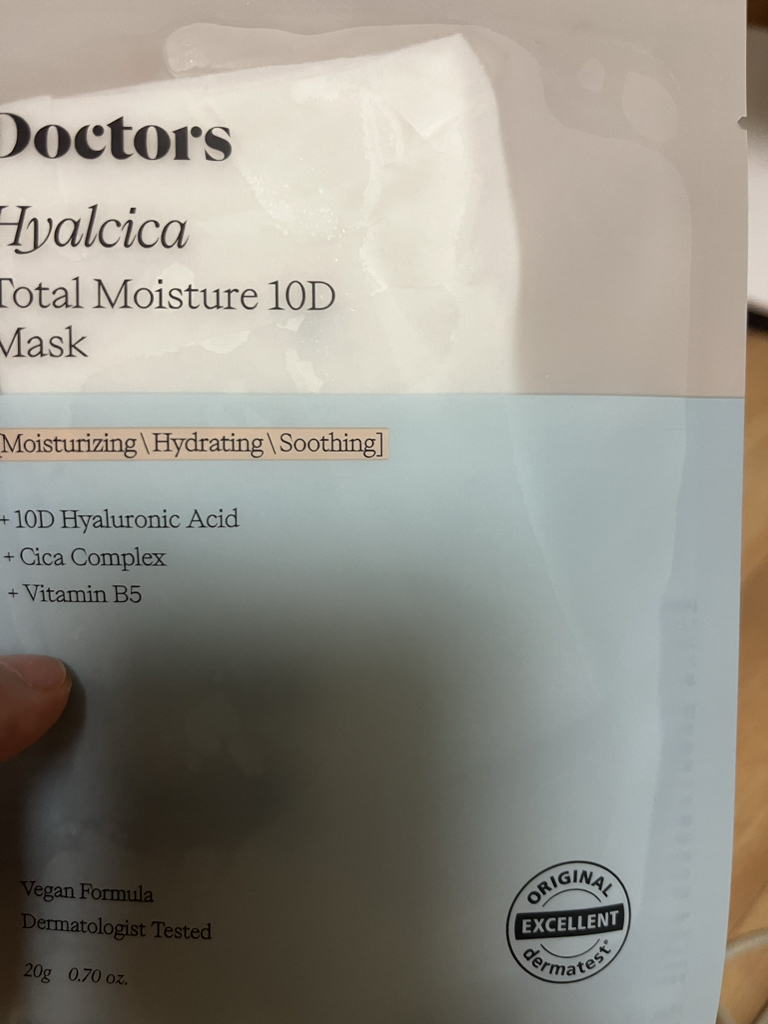 Doctors
Hyalcica
Total Moisture 10D
Mask
[Moisturizing\Hydrating\Soothing]
+ 10D Hyaluronic Acid
+ Cica Complex
+ Vitamin B5
Vegan Formula
Dermatologist Tested
20g 0.70 oz.
ORIGINAL
EXCELLENT
dermatest®